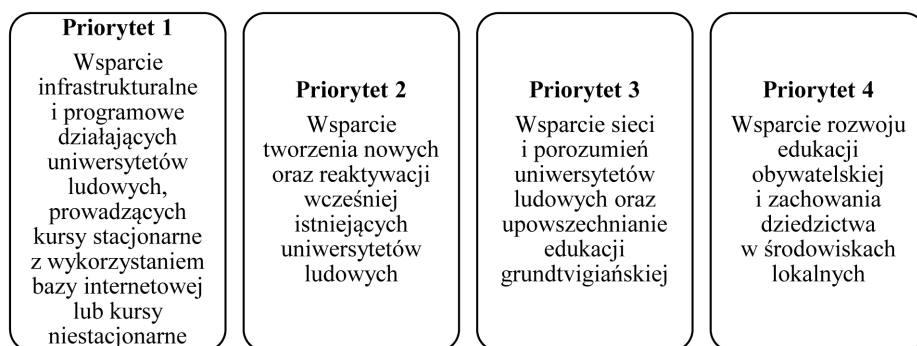 Priorytet 1
Wsparcie
infrastrukturalne
i programowe
działających
uniwersytetów
ludowych,
prowadzących
kursy stacjonarne
z wykorzystaniem
bazy internetowej
lub kursy
niestacjonarne
Priorytet 2
Wsparcie
tworzenia nowych
oraz reaktywacji
wcześniej
istniejących
uniwersytetów
ludowych
Priorytet 3
Wsparcie sieci
i porozumień
uniwersytetów
ludowych oraz
upowszechnianie
edukacji
grundtvigiańskiej
Priorytet 4
Wsparcie rozwoju
edukacji
obywatelskiej
i zachowania
dziedzictwa
w środowiskach
lokalnych